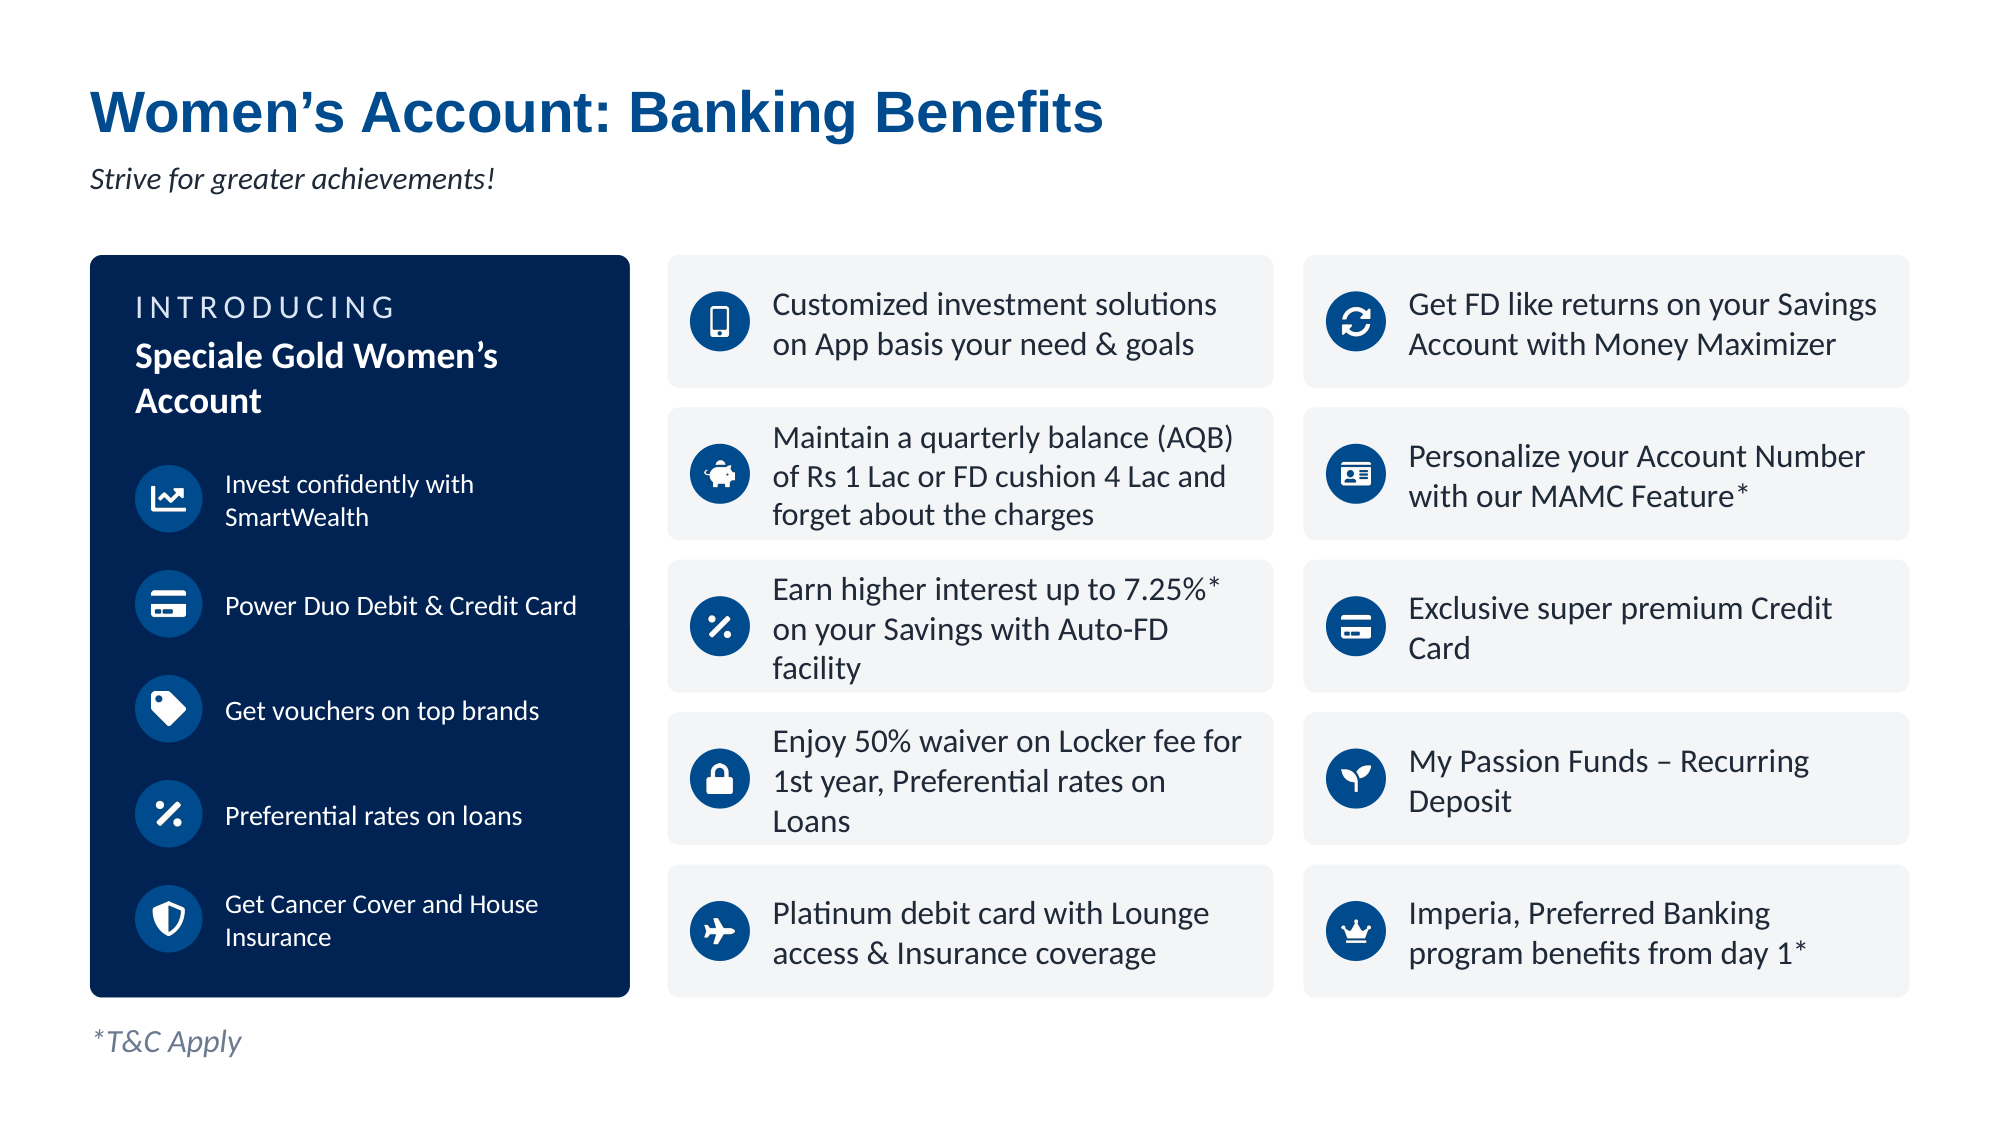 Women’s Account: Banking Benefits
Strive for greater achievements!
INTRODUCING
Speciale Gold Women’s
Account
Invest confidently with
SmartWealth
Power Duo Debit & Credit Card
Get vouchers on top brands
Preferential rates on loans
Get Cancer Cover and House
Insurance
Customized investment solutions
on App basis your need & goals
Maintain a quarterly balance (AQB)
of Rs 1 Lac or FD cushion 4 Lac and
forget about the charges
Earn higher interest up to 7.25%*
on your Savings with Auto-FD
facility
Enjoy 50% waiver on Locker fee for
1st year, Preferential rates on
Loans
Platinum debit card with Lounge
access & Insurance coverage
Get FD like returns on your Savings
Account with Money Maximizer
Personalize your Account Number
with our MAMC Feature*
Exclusive super premium Credit
Card
My Passion Funds – Recurring
Deposit
Imperia, Preferred Banking
program benefits from day 1*
*T&C Apply